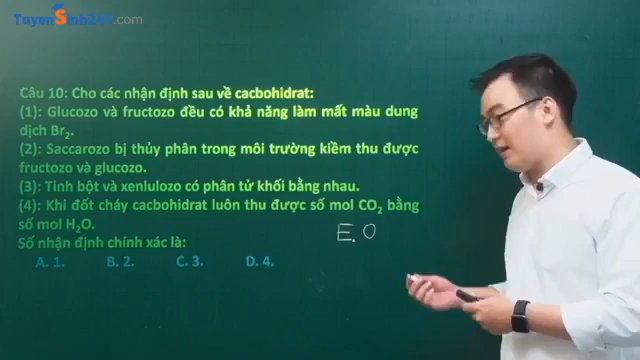 TuyenSinh247.com
Câu 10: Cho các nhận định sau về cacbohidrat:
(1): Glucozo và fructozo đều có khả năng làm mất màu dung
dịch Br₂.
(2): Saccarozo bị thủy phân trong môi trường kiềm thu được
fructozo và glucozo.
(3): Tinh bột và xenlulozo có phân tử khối bằng nhau.
(4): Khi đốt cháy cacbohidrat luôn thu được số mol CO₂ bằng
số mol H₂O.
Số nhận định chính xác là:
E. 0
A. 1. B. 2. C. 3. D. 4.